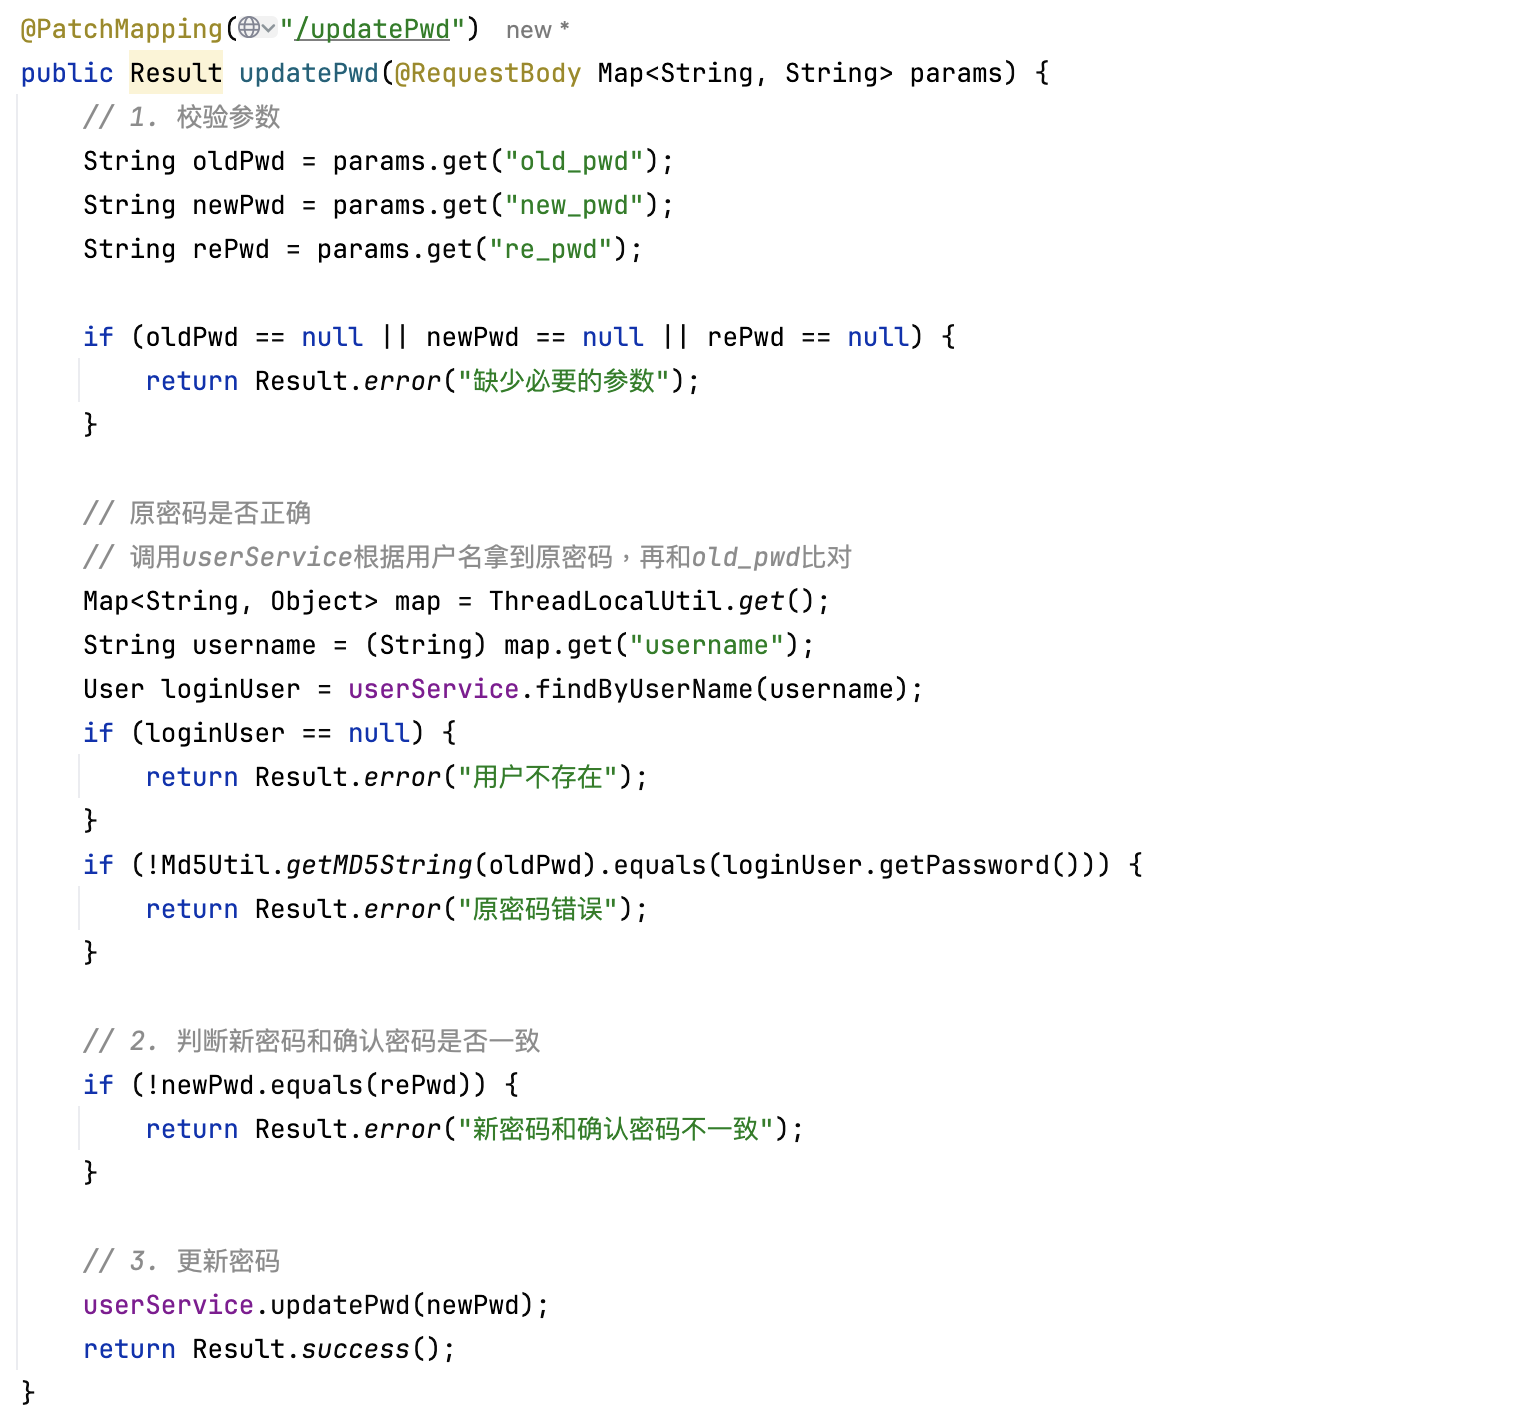 @PatchMapping("/updatePwd") new *
public Result updatePwd(@RequestBody Map<String, String> params) {
// 1. 校验参数
String oldPwd = params.get("old_pwd");
String newPwd = params.get("new_pwd");
String rePwd = params.get("re_pwd");
if (oldPwd == null || newPwd == null || rePwd == null) {
return Result.error("缺少必要的参数");
}
// 原密码是否正确
// 调用userService根据用户名拿到原密码，再和old_pwd比对
Map<String, Object> map = ThreadLocalUtil.get();
String username = (String) map.get("username");
User loginUser = userService.findByUserName(username);
if (loginUser == null) {
return Result.error("用户不存在");
}
if (!Md5Util.getMD5String(oldPwd).equals(loginUser.getPassword())) {
return Result.error("原密码错误");
}
// 2. 判断新密码和确认密码是否一致
if (!newPwd.equals(rePwd)) {
return Result.error("新密码和确认密码不一致");
}
// 3. 更新密码
userService.updatePwd(newPwd);
return Result.success();
}